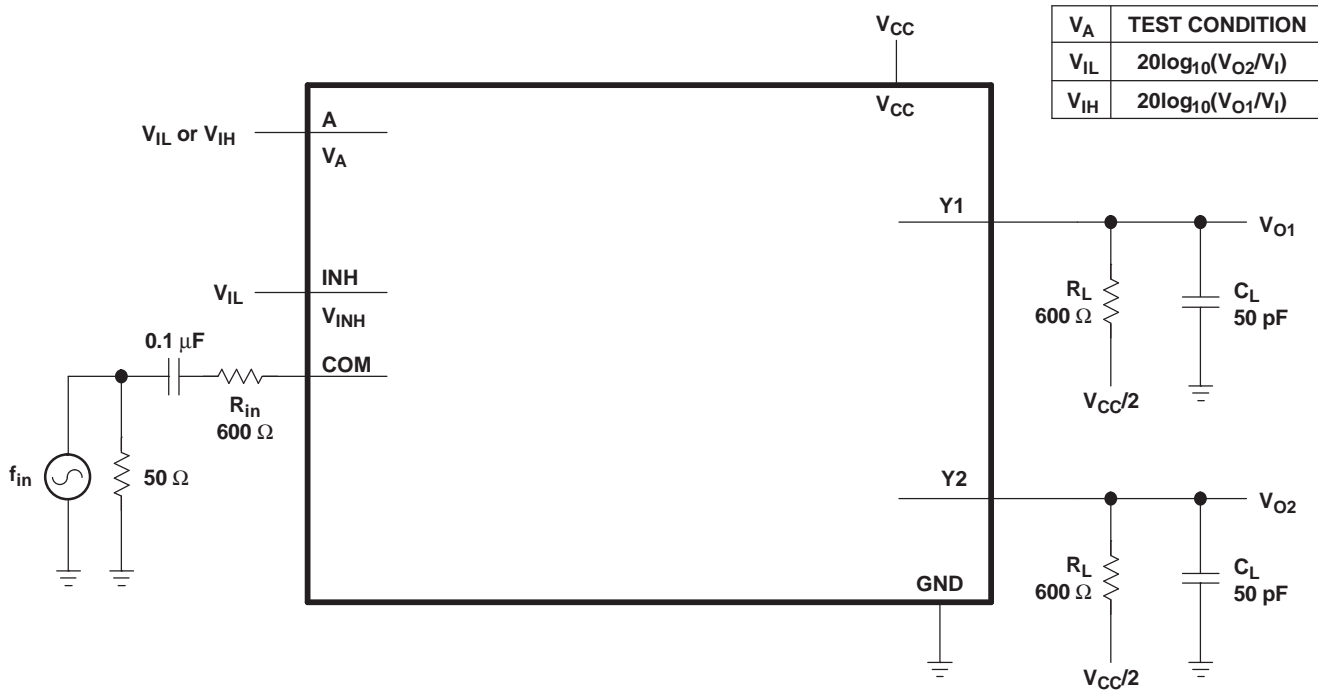 V_CC
V_A TEST CONDITION
V_IL 20log₁₀(V_O2/V_I)
V_IH 20log₁₀(V_O1/V_I)
V_CC
V_IL or V_IH
A
V_A
Y1
V_O1
R_L
600 Ω
C_L
50 pF
V_CC/2
V_IL
INH
V_INH
0.1 μF
COM
R_in
600 Ω
f_in
50 Ω
Y2
V_O2
R_L
600 Ω
C_L
50 pF
GND
V_CC/2